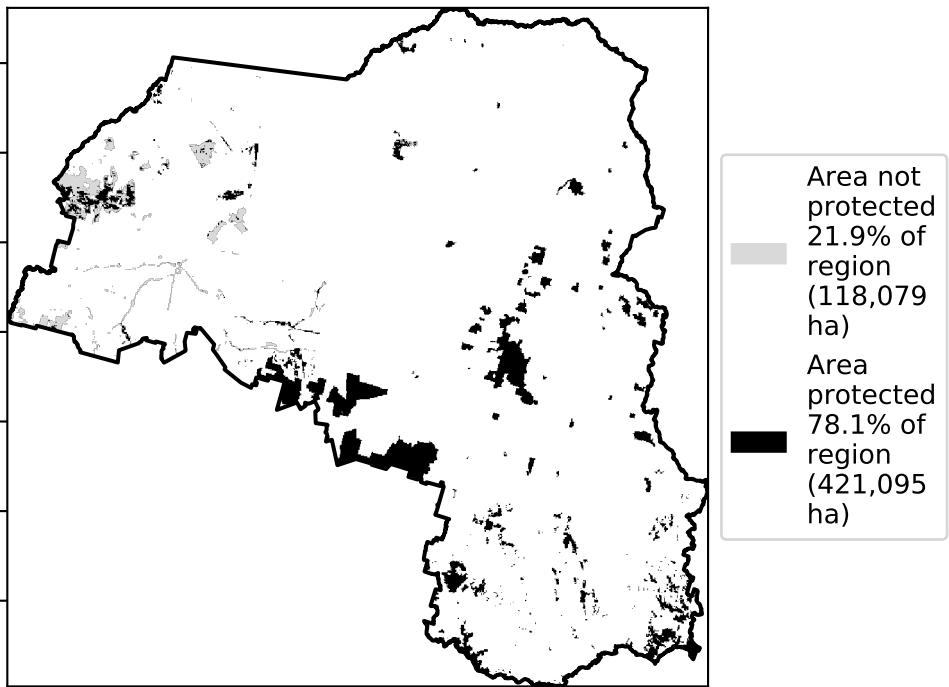 Area not
protected
21.9% of
region
(118,079
ha)
Area
protected
78.1% of
region
(421,095
ha)